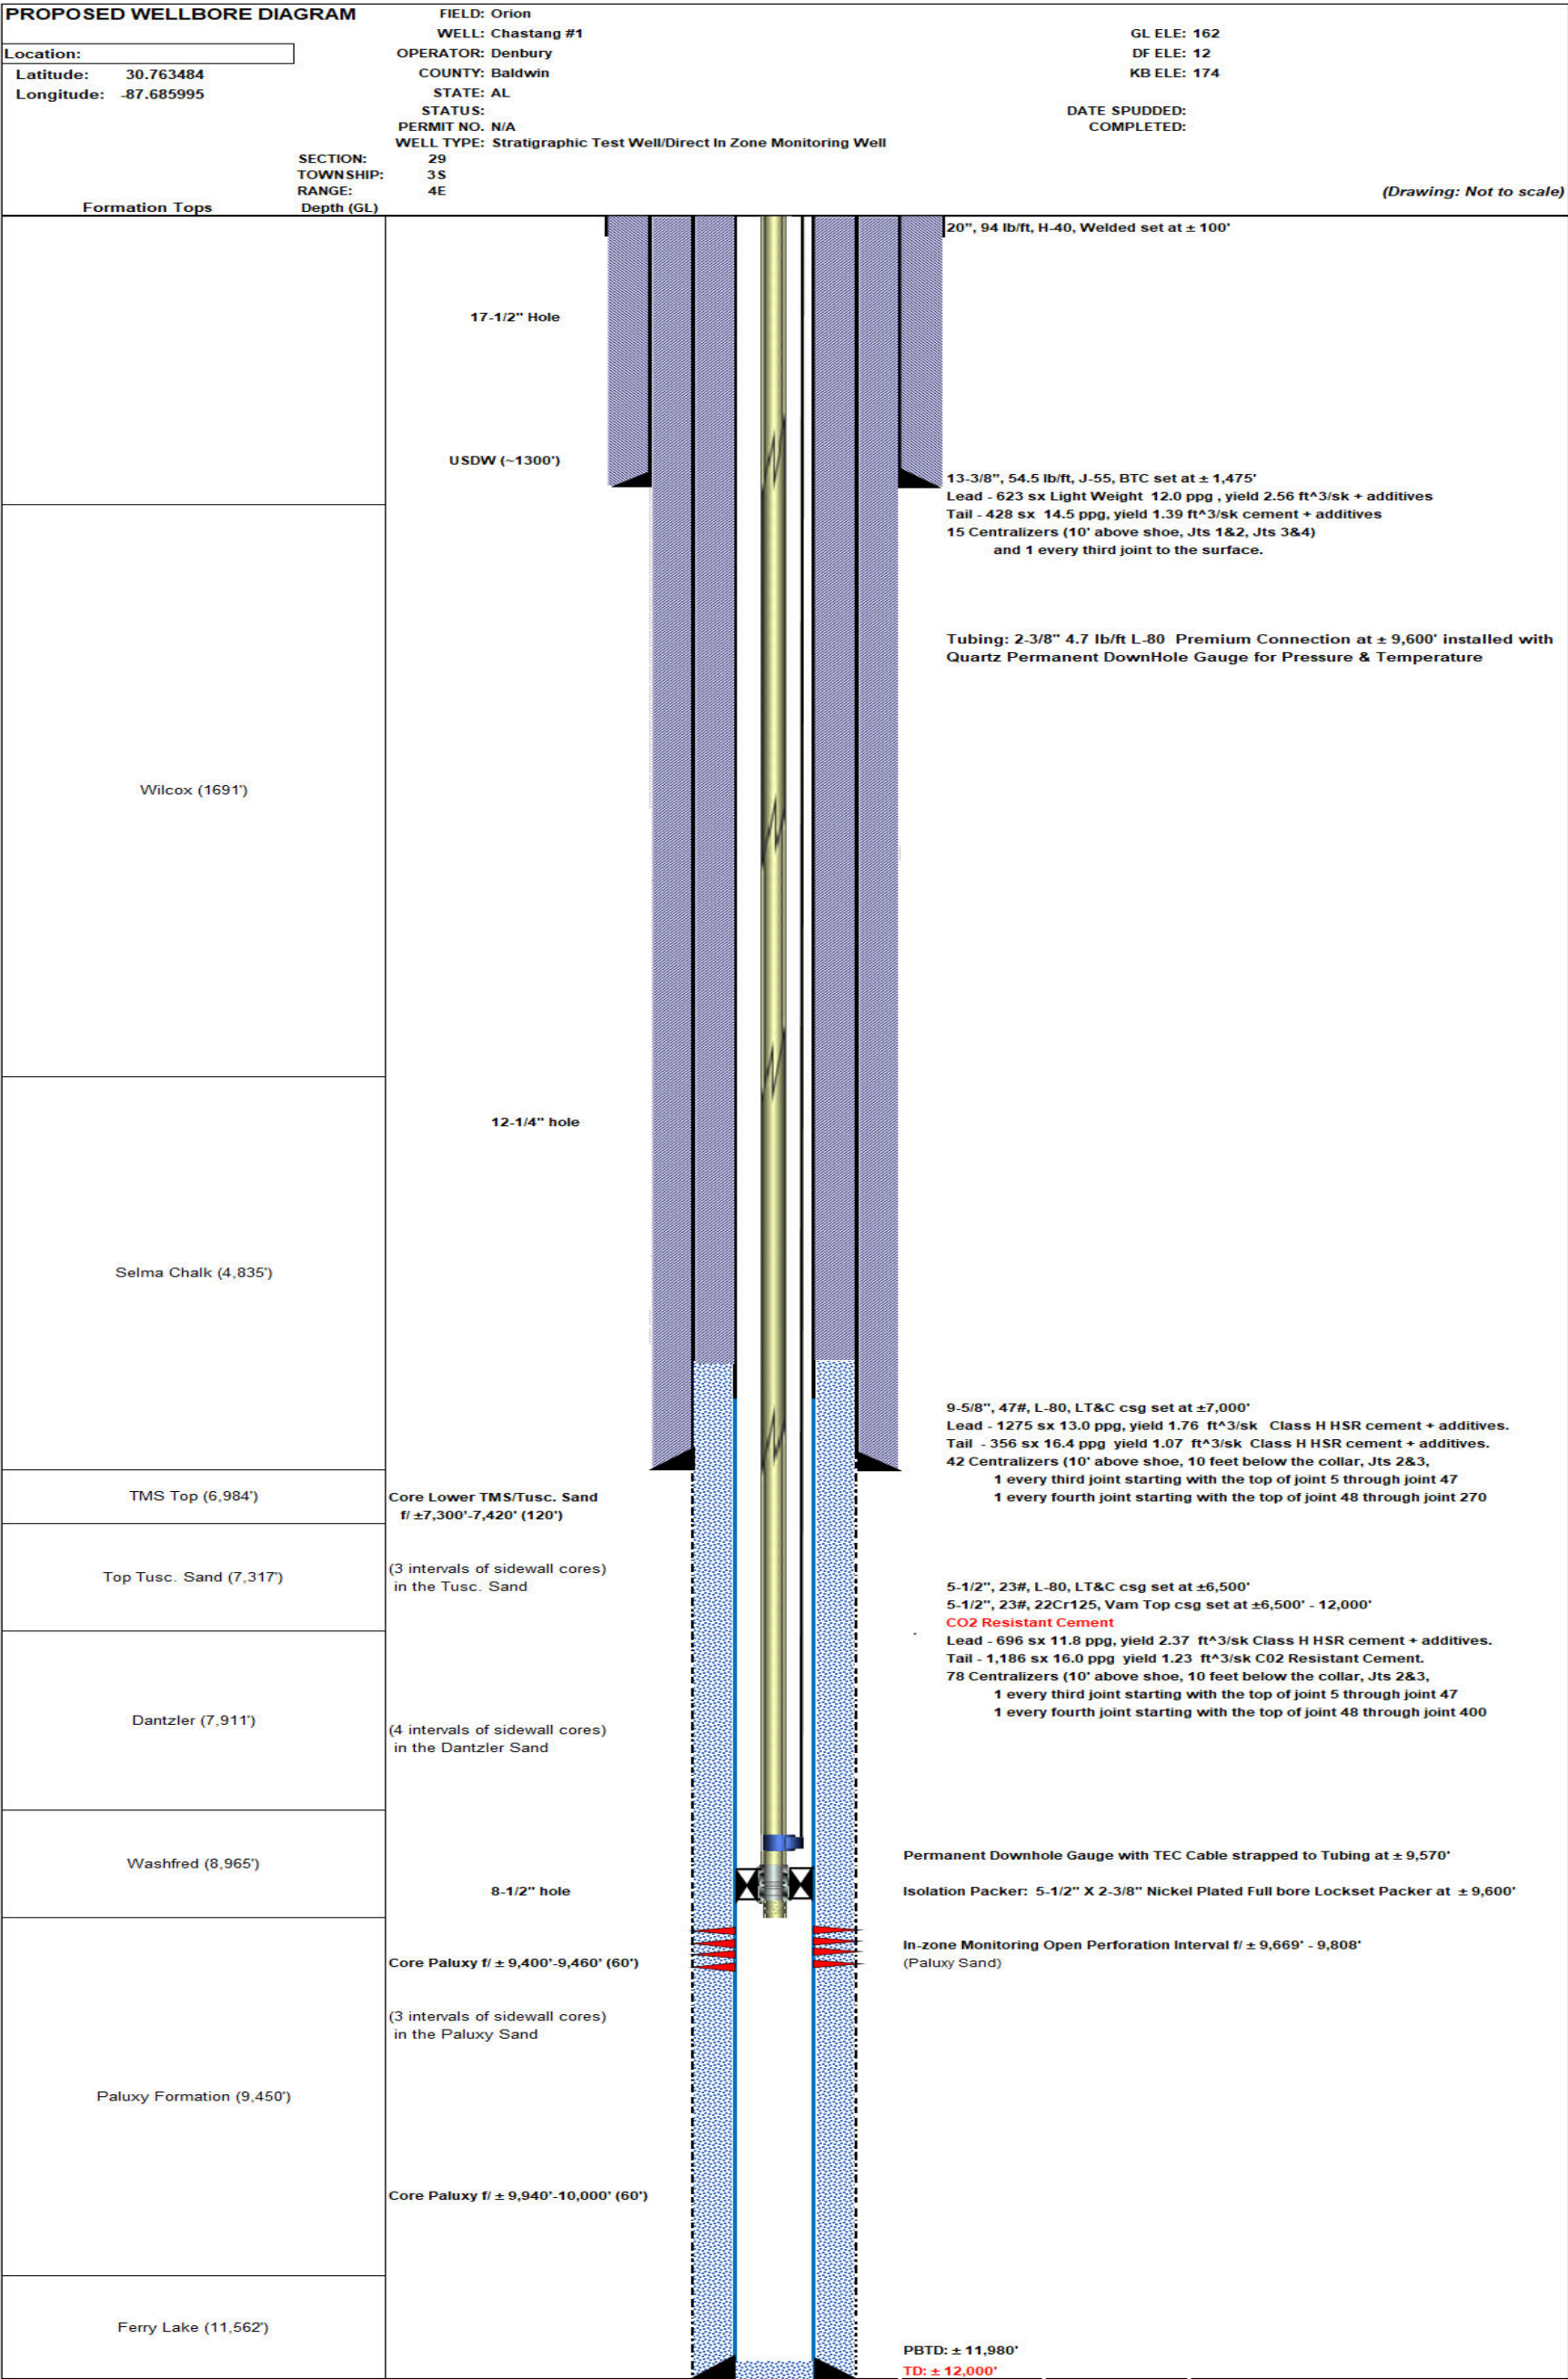 PROPOSED WELLBORE DIAGRAM
Location:
Latitude: 30.763484
Longitude: -87.685995
FIELD: Orion
WELL: Chastang #1
OPERATOR: Denbury
COUNTY: Baldwin
STATE: AL
STATUS:
PERMIT NO. N/A
WELL TYPE: Stratigraphic Test Well/Direct In Zone Monitoring Well
SECTION: 29
TOWNSHIP: 3S
RANGE: 4E
GL ELE: 162
DF ELE: 12
KB ELE: 174
DATE SPUDDED:
COMPLETED:
(Drawing: Not to scale)
Formation Tops
Depth (GL)
20", 94 lb/ft, H-40, Welded set at ± 100'
17-1/2" Hole
USDW (~1300')
13-3/8", 54.5 lb/ft, J-55, BTC set at ± 1,475'
Lead - 623 sx Light Weight 12.0 ppg , yield 2.56 ft^3/sk + additives
Tail - 428 sx 14.5 ppg, yield 1.39 ft^3/sk cement + additives
15 Centralizers (10' above shoe, Jts 1&2, Jts 3&4)
and 1 every third joint to the surface.
Tubing: 2-3/8" 4.7 lb/ft L-80 Premium Connection at ± 9,600' installed with
Quartz Permanent DownHole Gauge for Pressure & Temperature
Wilcox (1691')
12-1/4" hole
Selma Chalk (4,835')
9-5/8", 47#, L-80, LT&C csg set at ±7,000'
Lead - 1275 sx 13.0 ppg, yield 1.76 ft^3/sk Class H HSR cement + additives.
Tail - 356 sx 16.4 ppg yield 1.07 ft^3/sk Class H HSR cement + additives.
42 Centralizers (10' above shoe, 10 feet below the collar, Jts 2&3,
1 every third joint starting with the top of joint 5 through joint 47
1 every fourth joint starting with the top of joint 48 through joint 270
TMS Top (6,984')
Core Lower TMS/Tusc. Sand
f/ ±7,300'-7,420' (120')
Top Tusc. Sand (7,317')
(3 intervals of sidewall cores)
in the Tusc. Sand
5-1/2", 23#, L-80, LT&C csg set at ±6,500'
5-1/2", 23#, 22Cr125, Vam Top csg set at ±6,500' - 12,000'
CO2 Resistant Cement
Lead - 696 sx 11.8 ppg, yield 2.37 ft^3/sk Class H HSR cement + additives.
Tail - 1,186 sx 16.0 ppg yield 1.23 ft^3/sk C02 Resistant Cement.
78 Centralizers (10' above shoe, 10 feet below the collar, Jts 2&3,
1 every third joint starting with the top of joint 5 through joint 47
1 every fourth joint starting with the top of joint 48 through joint 400
Dantzler (7,911')
(4 intervals of sidewall cores)
in the Dantzler Sand
Washfred (8,965')
8-1/2" hole
Permanent Downhole Gauge with TEC Cable strapped to Tubing at ± 9,570'
Isolation Packer: 5-1/2" X 2-3/8" Nickel Plated Full bore Lockset Packer at ± 9,600'
In-zone Monitoring Open Perforation Interval f/ ± 9,669' - 9,808'
(Paluxy Sand)
Core Paluxy f/ ± 9,400'-9,460' (60')
(3 intervals of sidewall cores)
in the Paluxy Sand
Paluxy Formation (9,450')
Core Paluxy f/ ± 9,940'-10,000' (60')
Ferry Lake (11,562')
PBTD: ± 11,980'
TD: ± 12,000'